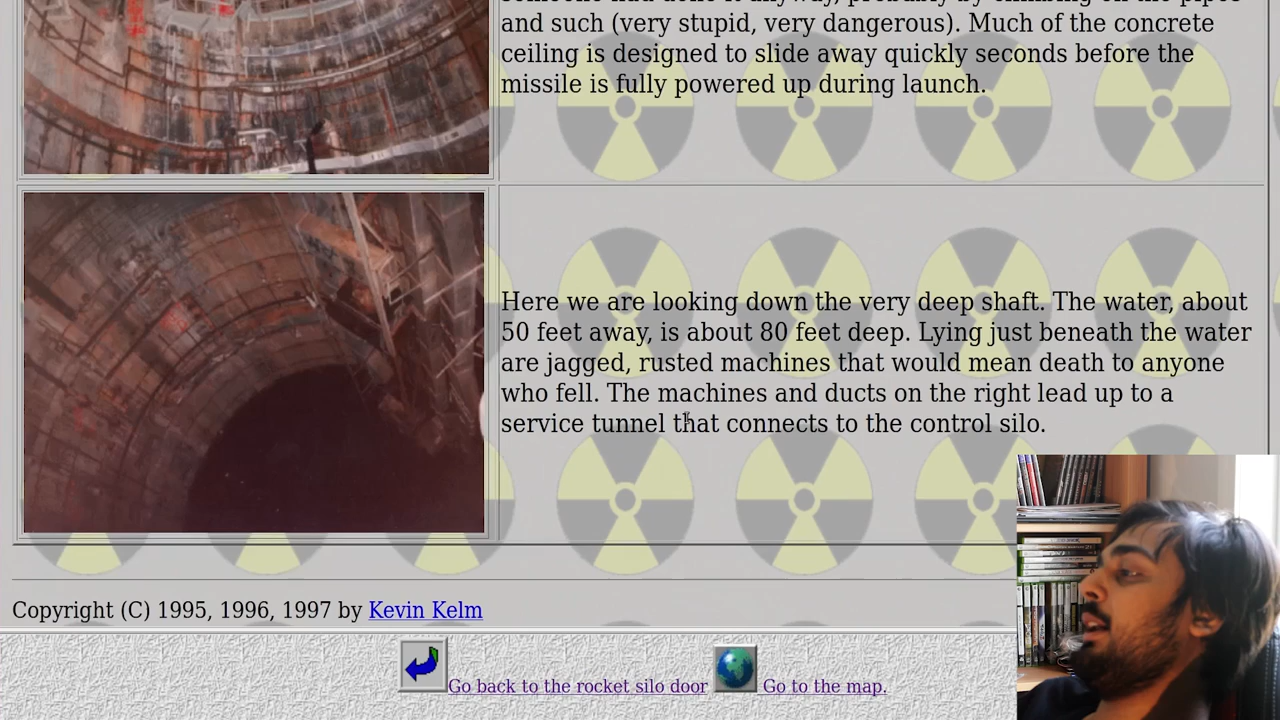 and such (very stupid, very dangerous). Much of the concrete
ceiling is designed to slide away quickly seconds before the
missile is fully powered up during launch.
Here we are looking down the very deep shaft. The water, about
50 feet away, is about 80 feet deep. Lying just beneath the water
are jagged, rusted machines that would mean death to anyone
who fell. The machines and ducts on the right lead up to a
service tunnel that connects to the control silo.
Copyright (C) 1995, 1996, 1997 by Kevin Kelm
Go back to the rocket silo door Go to the map.